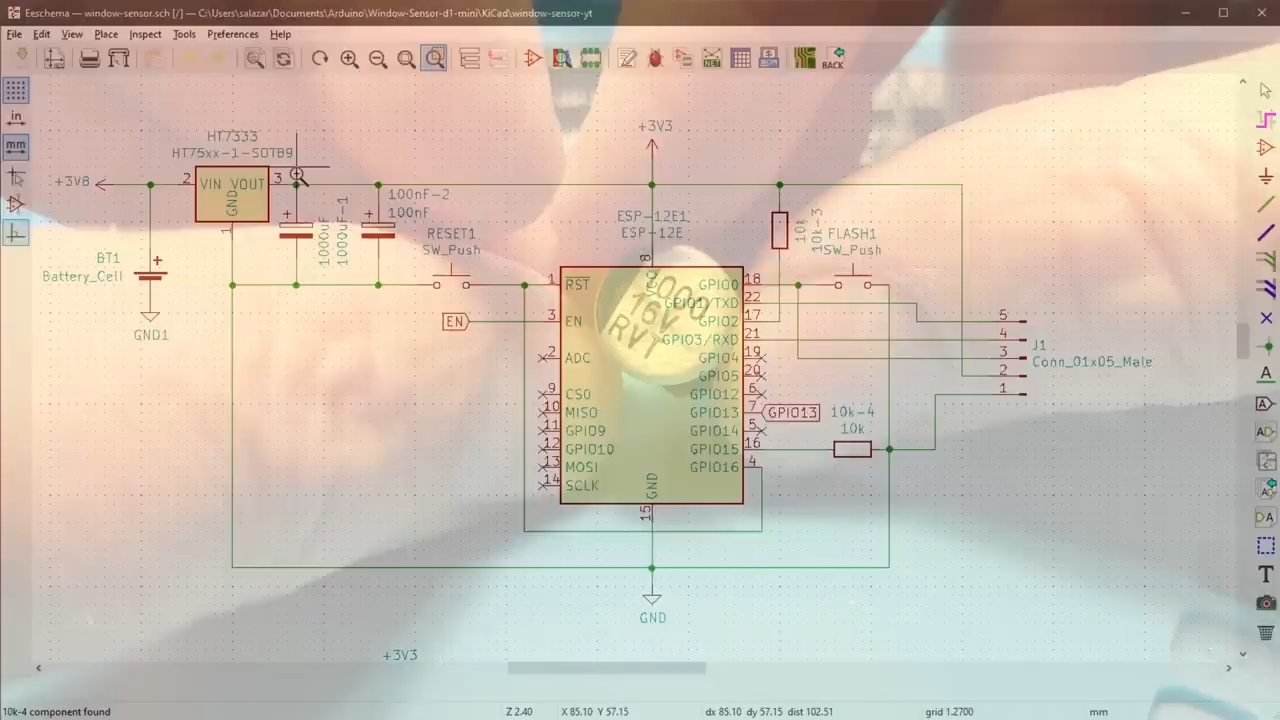 Eeschema — window-sensor.sch [/] — C:\Users\salazar\Documents\Arduino\Window-Sensor-d1-mini\KiCad\window-sensor-yt
File Edit View Place Inspect Tools Preferences Help
BACK
in
mm
+3V3
HT7333
HT75xx-1-SOT89
+3V8
2
VIN VOUT
3
GND
1
100nF-2
100nF
1000uF
1000uF-1
BT1
Battery_Cell
GND1
RESET1
SW_Push
ESP-12E1
ESP-12E
10k
10k-3
FLASH1
SW_Push
8
VCC
1 RST
3 EN
2 ADC
9 CS0
10 MISO
11 GPIO9
12 GPIO10
13 MOSI
14 SCLK
EN
GPIO0 18
GPIO1/TXD 22
GPIO2 17
GPIO3/RXD 21
GPIO4 19
GPIO5 20
GPIO12 6
GPIO13 7
GPIO14 5
GPIO15 16
GPIO16 4
GPIO13
10k-4
10k
5
4
3
2
1
J1
Conn_01x05_Male
GND
15
GND
1000
16V
RVT
+3V3
10k-4 component found
Z 2.40
X 85.10 Y 57.15
dx 85.10 dy 57.15 dist 102.51
grid 1.2700
mm